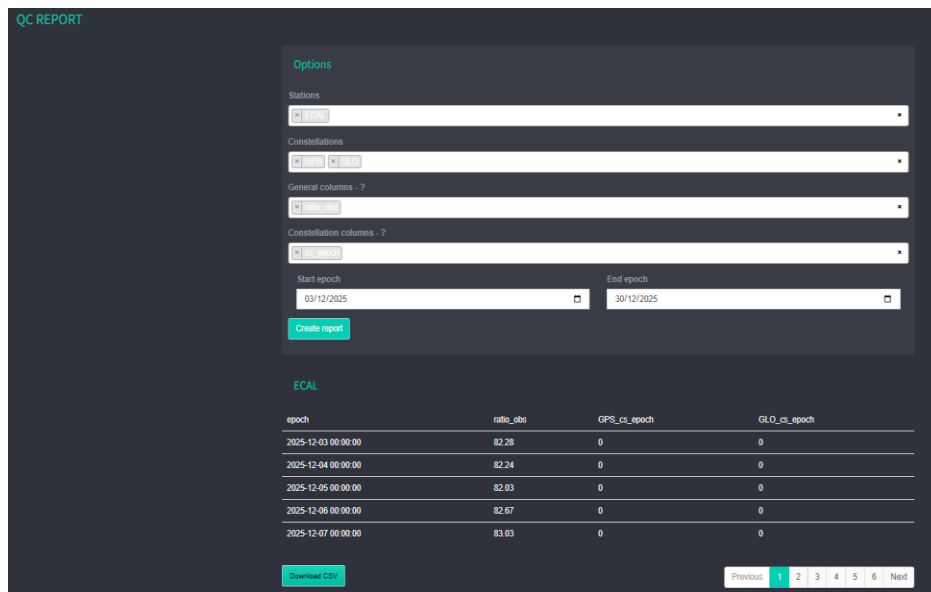 QC REPORT
Options
Stations
× ECAL ×
Constellations
× GPS × GLO ×
General columns - ?
× ratio_obs ×
Constellation columns - ?
× cs_epoch ×
Start epoch End epoch
03/12/2025 30/12/2025
Create report
ECAL
epoch ratio_obs GPS_cs_epoch GLO_cs_epoch
2025-12-03 00:00:00 82.28 0 0
2025-12-04 00:00:00 82.24 0 0
2025-12-05 00:00:00 82.03 0 0
2025-12-06 00:00:00 82.67 0 0
2025-12-07 00:00:00 83.03 0 0
Download CSV Previous 1 2 3 4 5 6 Next